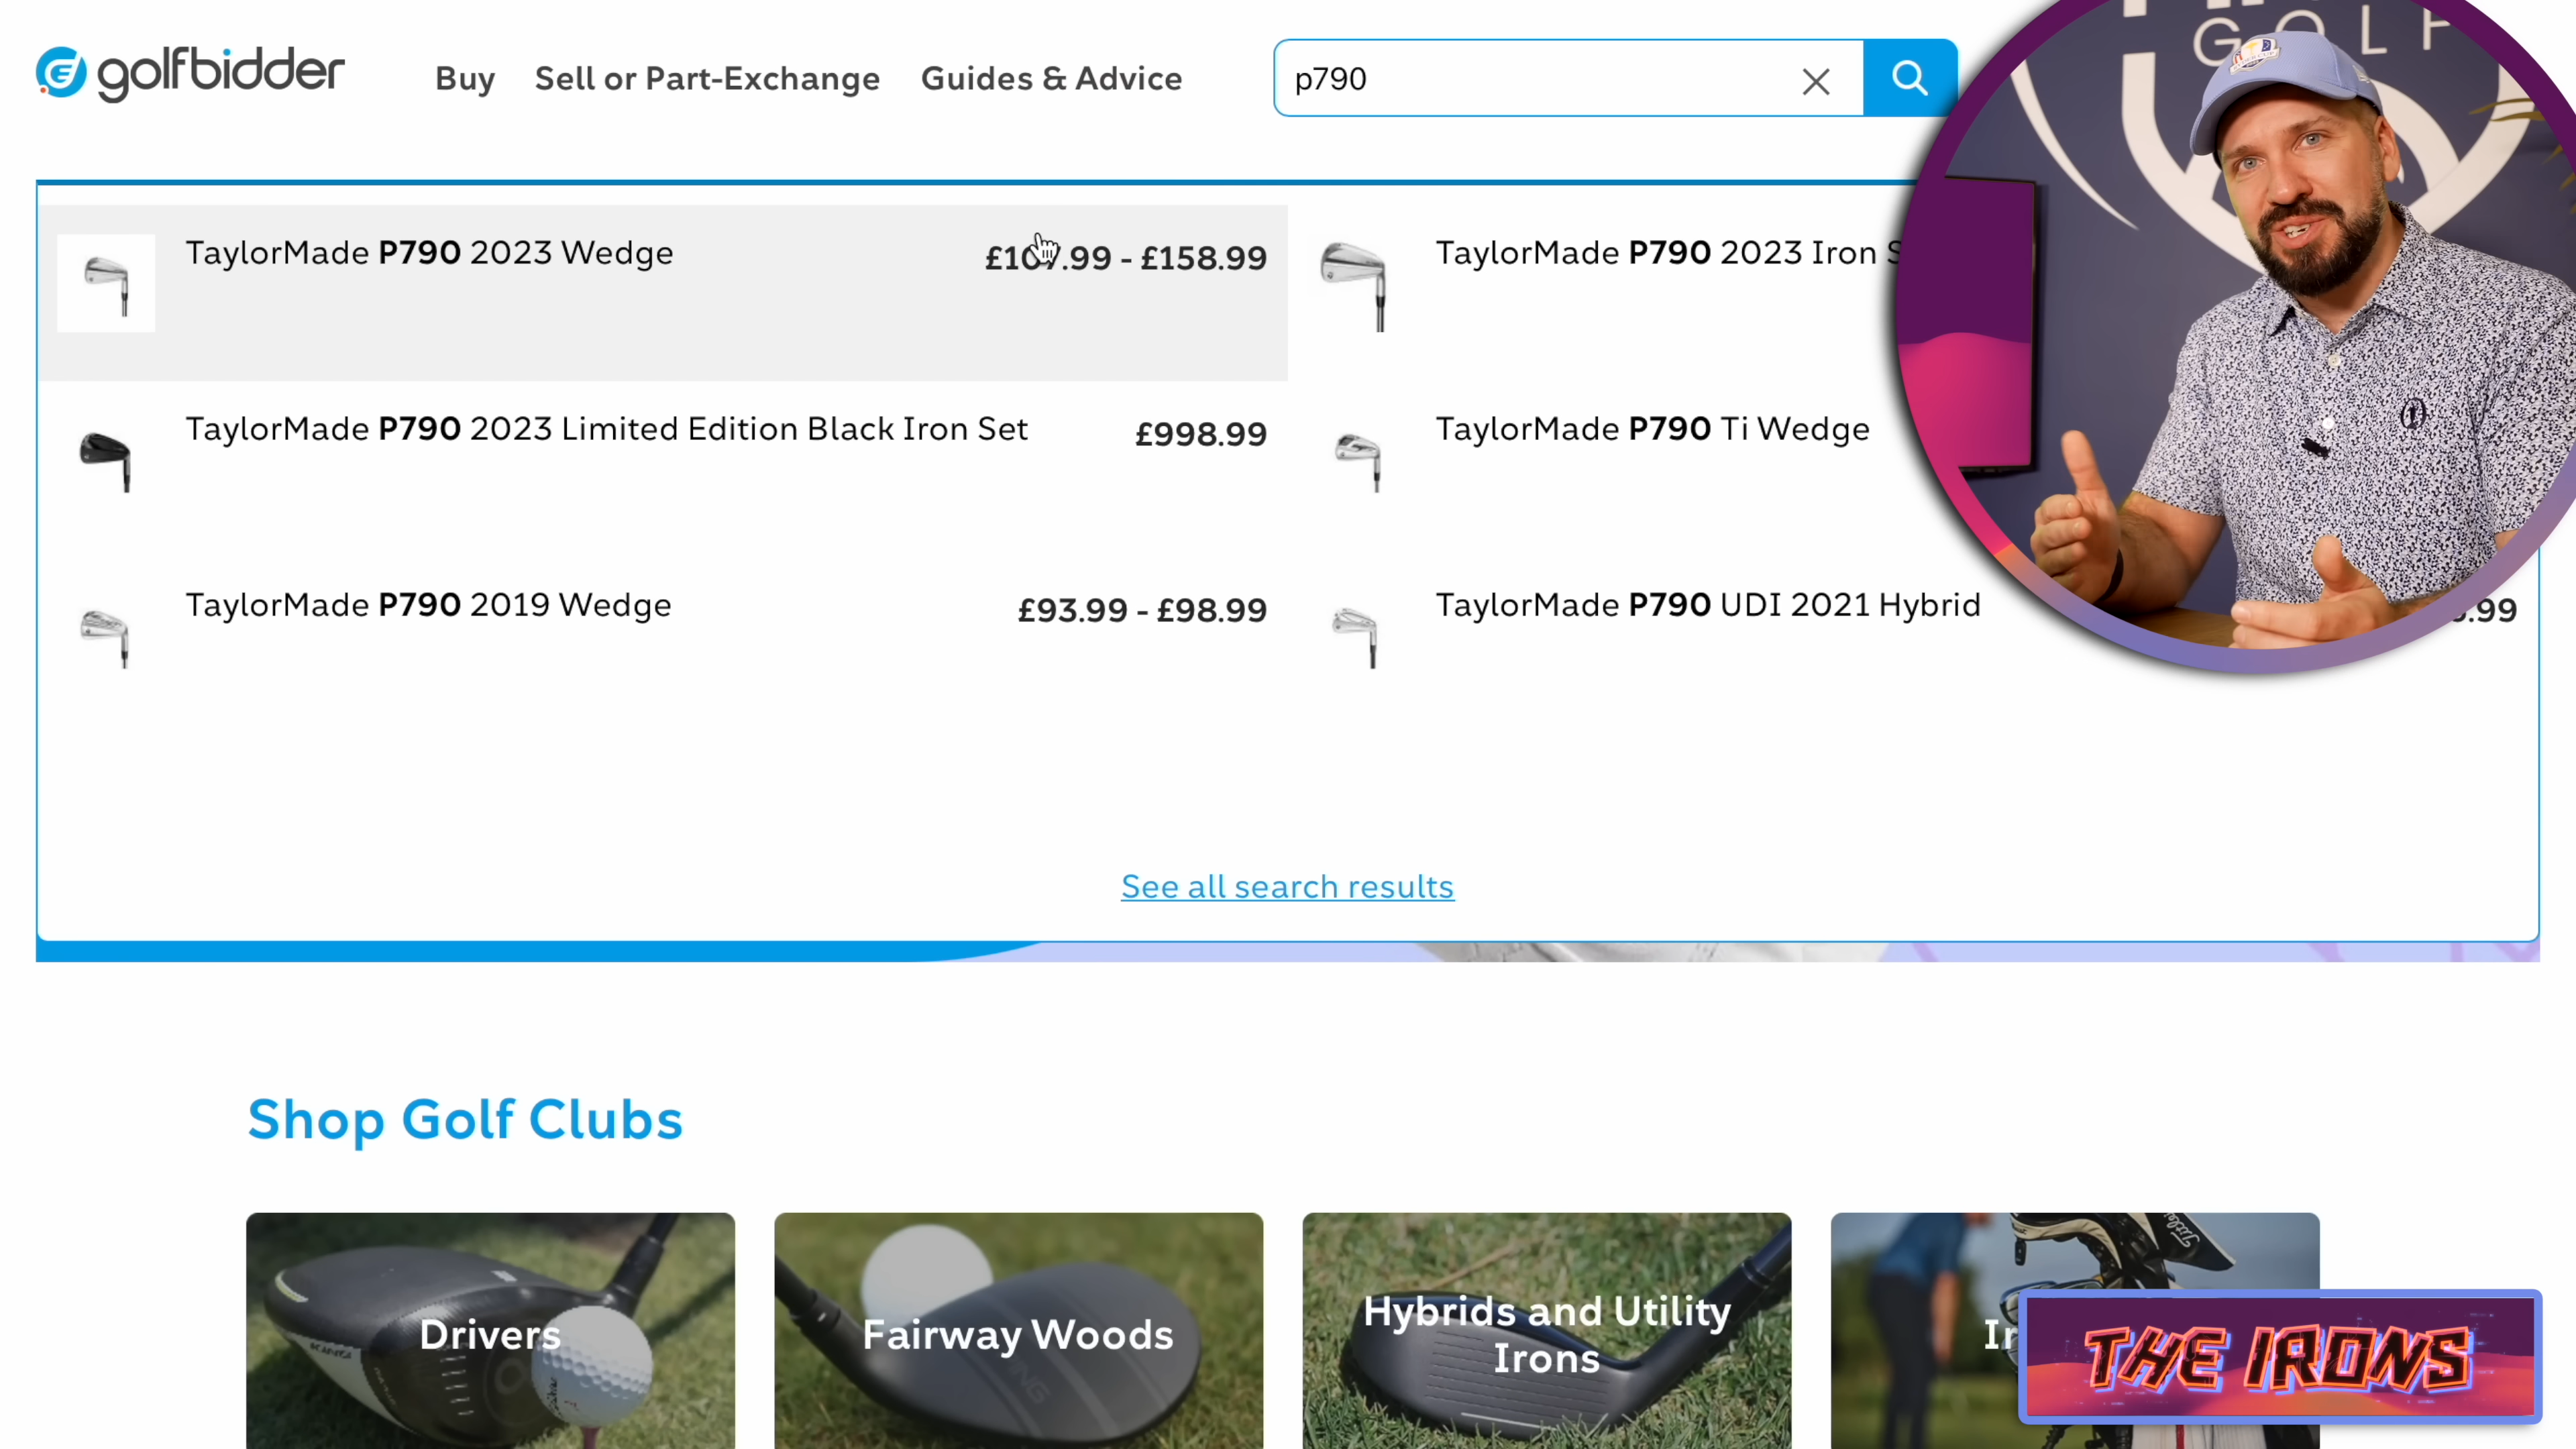 golfbidder
Buy
Sell or Part-Exchange
Guides & Advice
p790
GOLF
TaylorMade P790 2023 Wedge
£107.99 - £158.99
TaylorMade P790 2023 Iron
TaylorMade P790 2023 Limited Edition Black Iron Set
£998.99
TaylorMade P790 Ti Wedge
TaylorMade P790 2019 Wedge
£93.99 - £98.99
TaylorMade P790 UDI 2021 Hybrid
.99
See all search results
Shop Golf Clubs
Drivers
Fairway Woods
Hybrids and Utility
Irons
THE IRONS